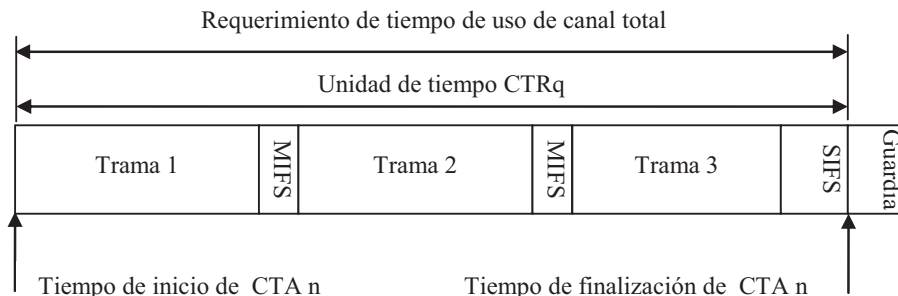 Requerimiento de tiempo de uso de canal total
Unidad de tiempo CTRq
Trama 1
MIFS
Trama 2
MIFS
Trama 3
SIFS
Guardia
Tiempo de inicio de CTA n
Tiempo de finalización de CTA n